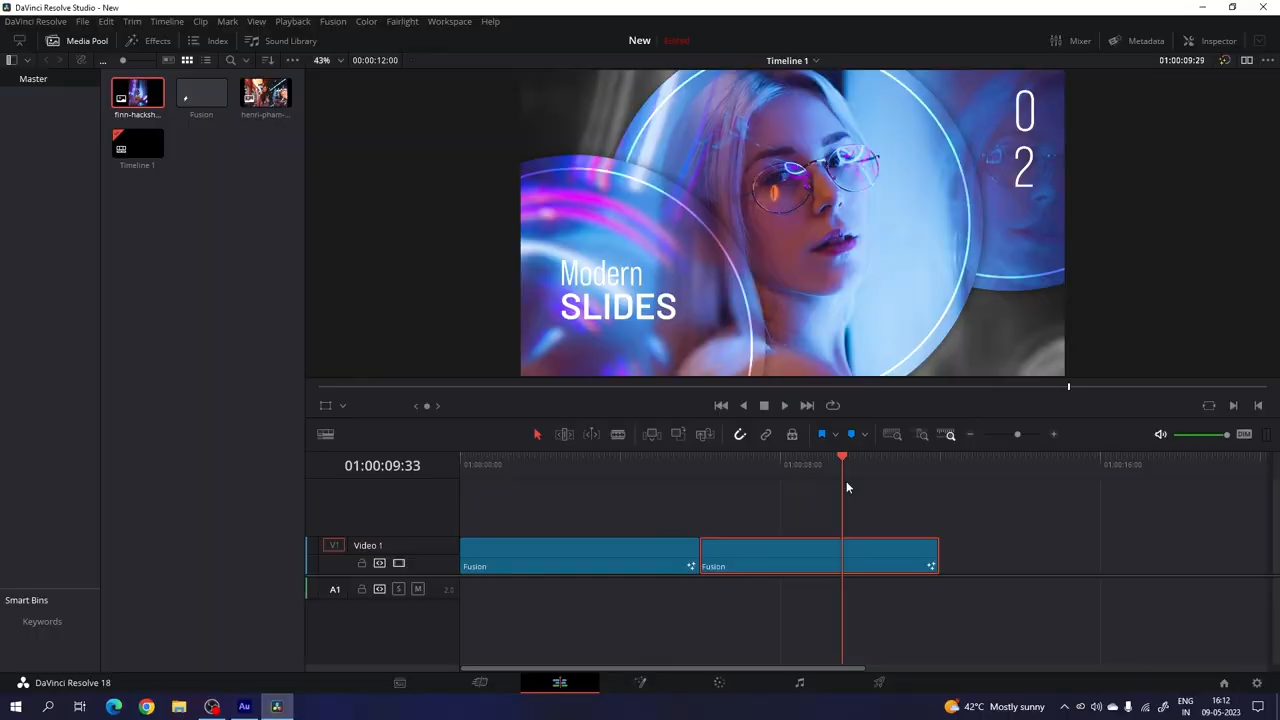 DaVinci Resolve Studio - New
DaVinci Resolve File Edit Trim Timeline Clip Mark View Playback Fusion Color Fairlight Workspace Help
Media Pool Effects Index Sound Library New Edited Mixer Metadata Inspector
... 43% 00:00:12:00 Timeline 1 01:00:09:29
Master
finn-hacksh... Fusion henri-pham-...
Timeline 1
0
2
Modern
SLIDES
01:00:09:33
01:00:00:00 01:00:16:00
DIM
V1 Video 1
Fusion Fusion
A1 S M 2.0
Smart Bins
Keywords
DaVinci Resolve 18
Au 42°C Mostly sunny ENG IN 16:12 09-05-2023